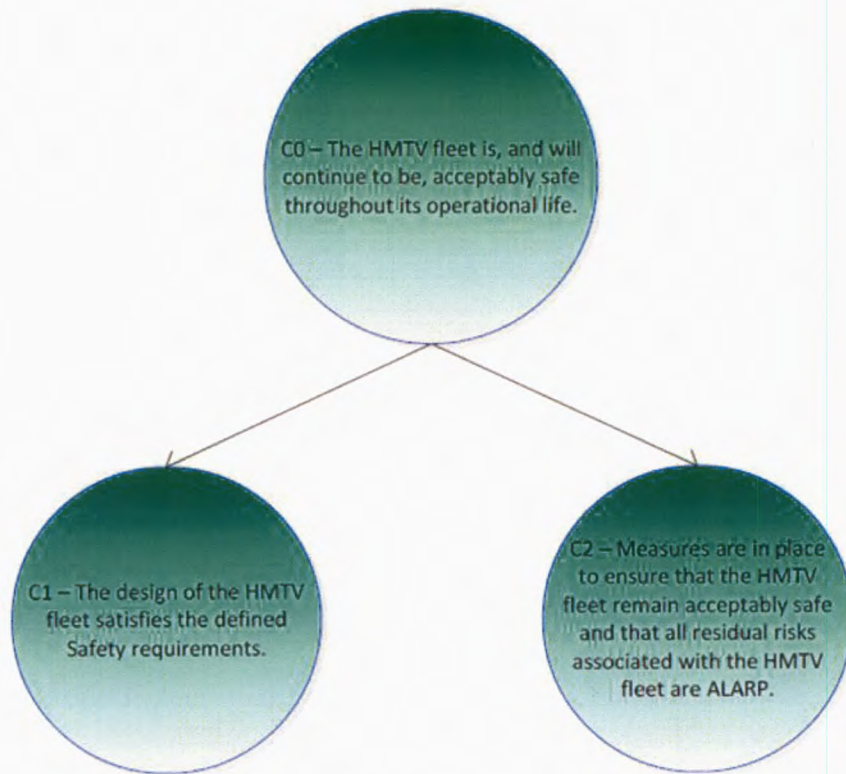 C0 – The HMTV fleet is, and will
continue to be, acceptably safe
throughout its operational life.
C1 – The design of the HMTV
fleet satisfies the defined
Safety requirements.
C2 – Measures are in place
to ensure that the HMTV
fleet remain acceptably safe
and that all residual risks
associated with the HMTV
fleet are ALARP.